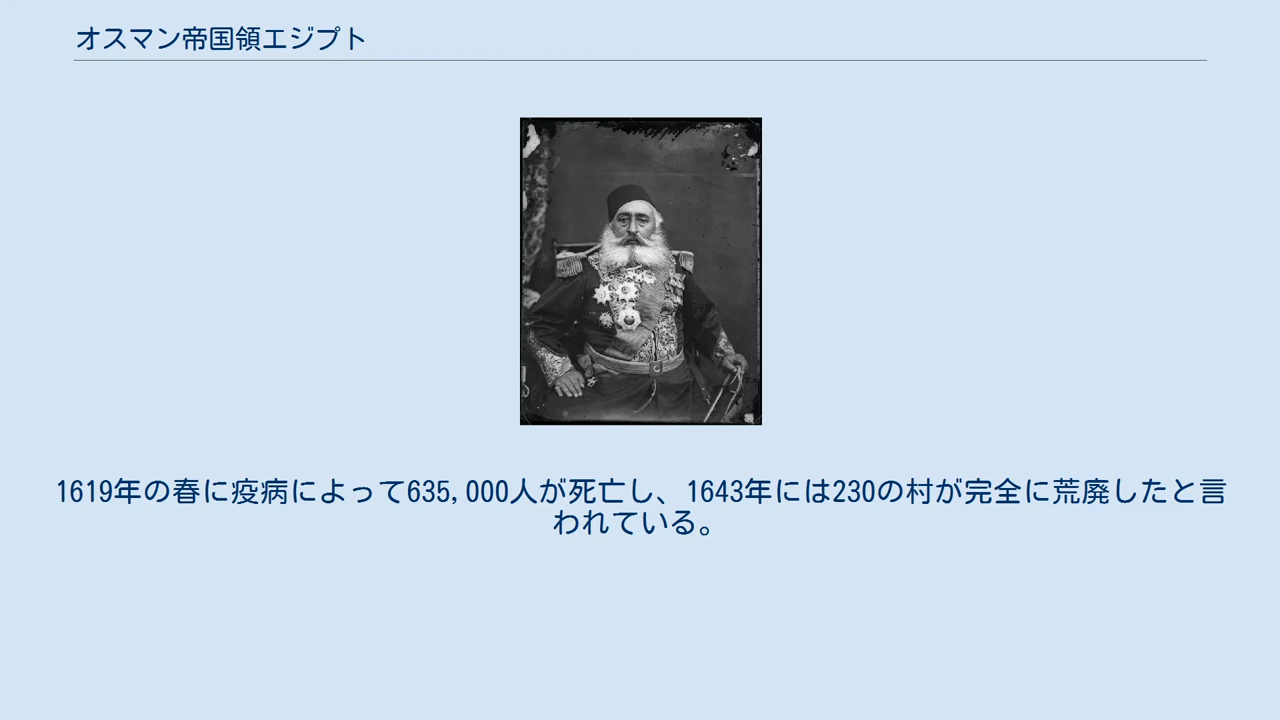 オスマン帝国領エジプト
1619年の春に疫病によって635,000人が死亡し、1643年には230の村が完全に荒廃したと言
われている。